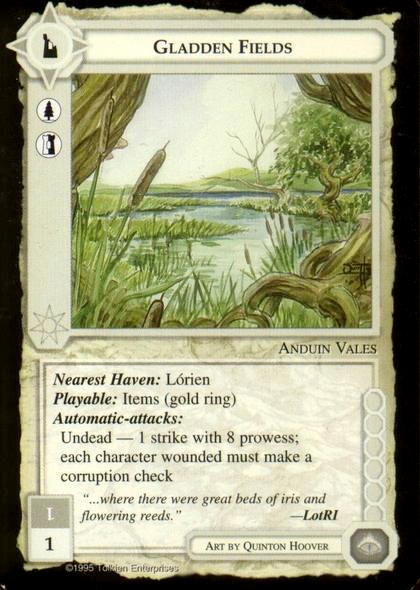 GLADDEN FIELDS
ANDUIN VALES
Nearest Haven: Lórien
Playable: Items (gold ring)
Automatic-attacks:
Undead — 1 strike with 8 prowess;
each character wounded must make a
corruption check
“...where there were great beds of iris and
flowering reeds.” —LotRI
1
1
ART BY QUINTON HOOVER
©1995 Tolkien Enterprises